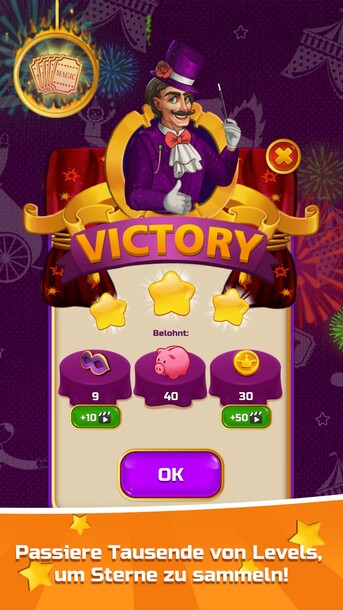 MAGIC
VICTORY
Belohnt:
9
40
30
+10
+50
OK
Passiere Tausende von Levels,
um Sterne zu sammeln!